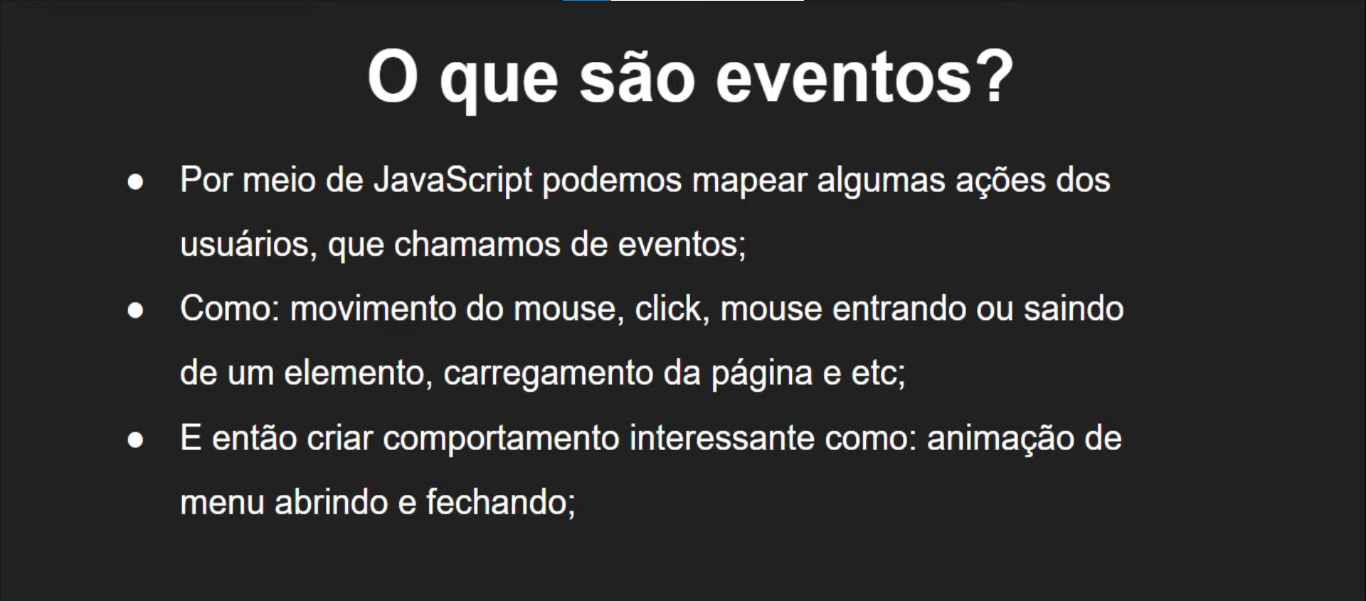 O que são eventos?
● Por meio de JavaScript podemos mapear algumas ações dos
usuários, que chamamos de eventos;
● Como: movimento do mouse, click, mouse entrando ou saindo
de um elemento, carregamento da página e etc;
● E então criar comportamento interessante como: animação de
menu abrindo e fechando;